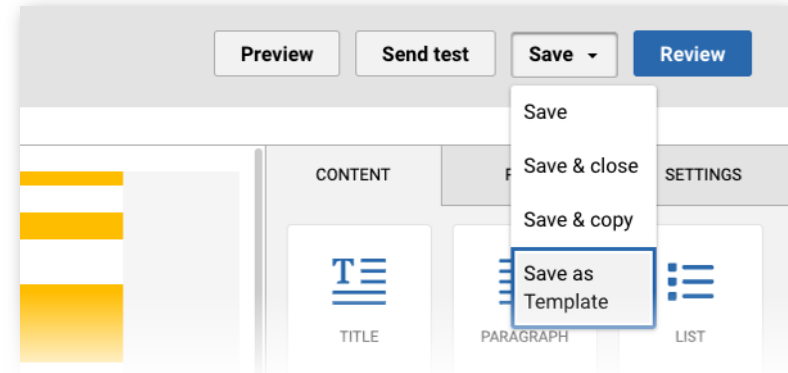 Preview
Send test
Save
Review
Save
Save & close
Save & copy
Save as
Template
CONTENT
SETTINGS
TITLE
PARAGRAPH
LIST